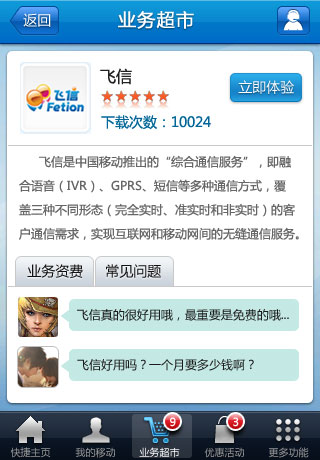 返回
业务超市
飞信
Fetion
飞信
立即体验
下载次数：10024
飞信是中国移动推出的“综合通信服务”，即融
合语音（IVR）、GPRS、短信等多种通信方式，覆
盖三种不同形态（完全实时、准实时和非实时）的客
户通信需求，实现互联网和移动网间的无缝通信服务。
业务资费
常见问题
飞信真的很好用哦，最重要是免费的哦...
飞信好用吗？一个月要多少钱啊？
9
3
快捷主页
我的移动
业务超市
优惠活动
更多功能